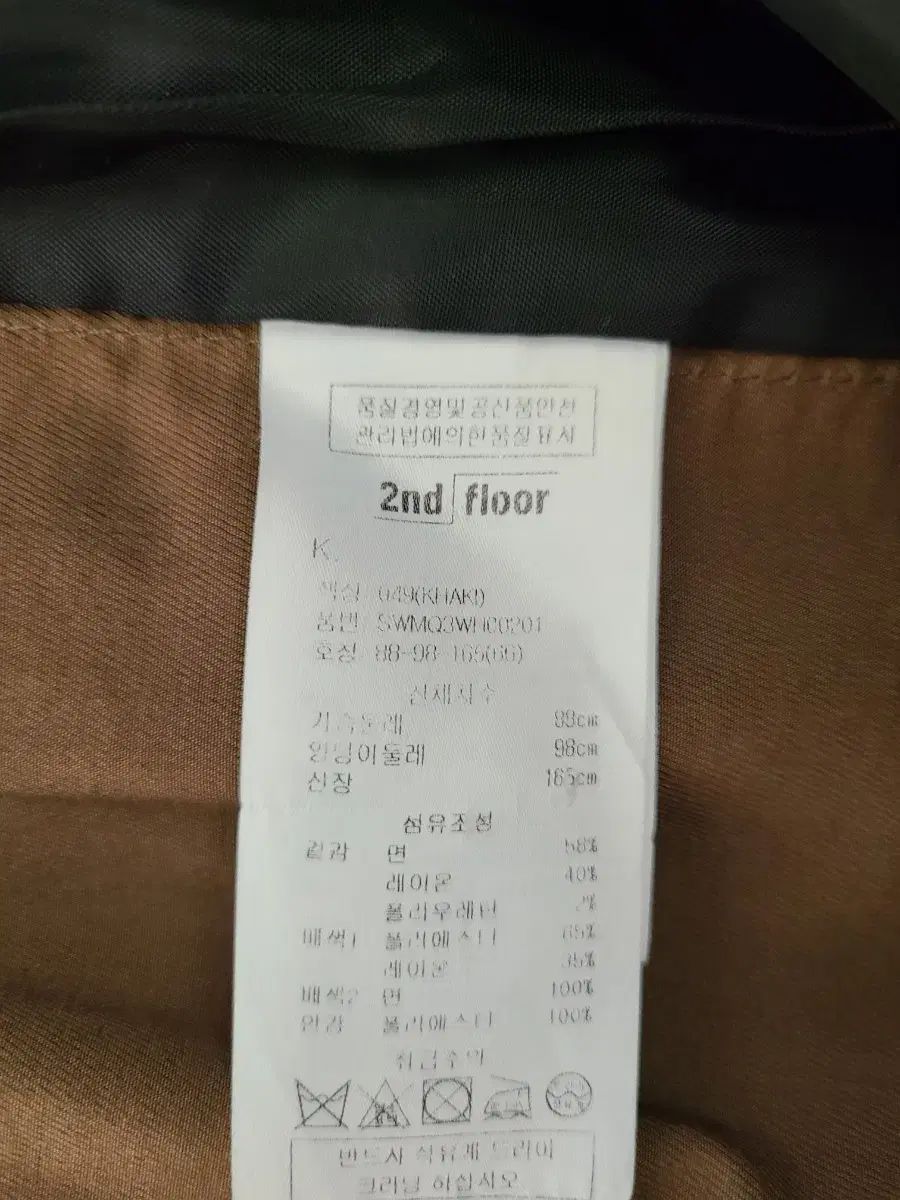 품질경영및공산품안전
관리법에의한품질표시
2nd floor
K.
색상 049(KHAKI)
품번 SWMQ3WHC0201
호칭 88-98-165(66)
신체치수
가슴둘레 88cm
엉덩이둘레 98cm
신장 165cm
섬유조성
겉감 면 58%
레이온 40%
폴리우레탄 2%
배색1 폴리에스터 65%
레이온 35%
배색2 면 100%
안감 폴리에스터 100%
취급주의
반드시 석유계 드라이
크리닝 하십시오